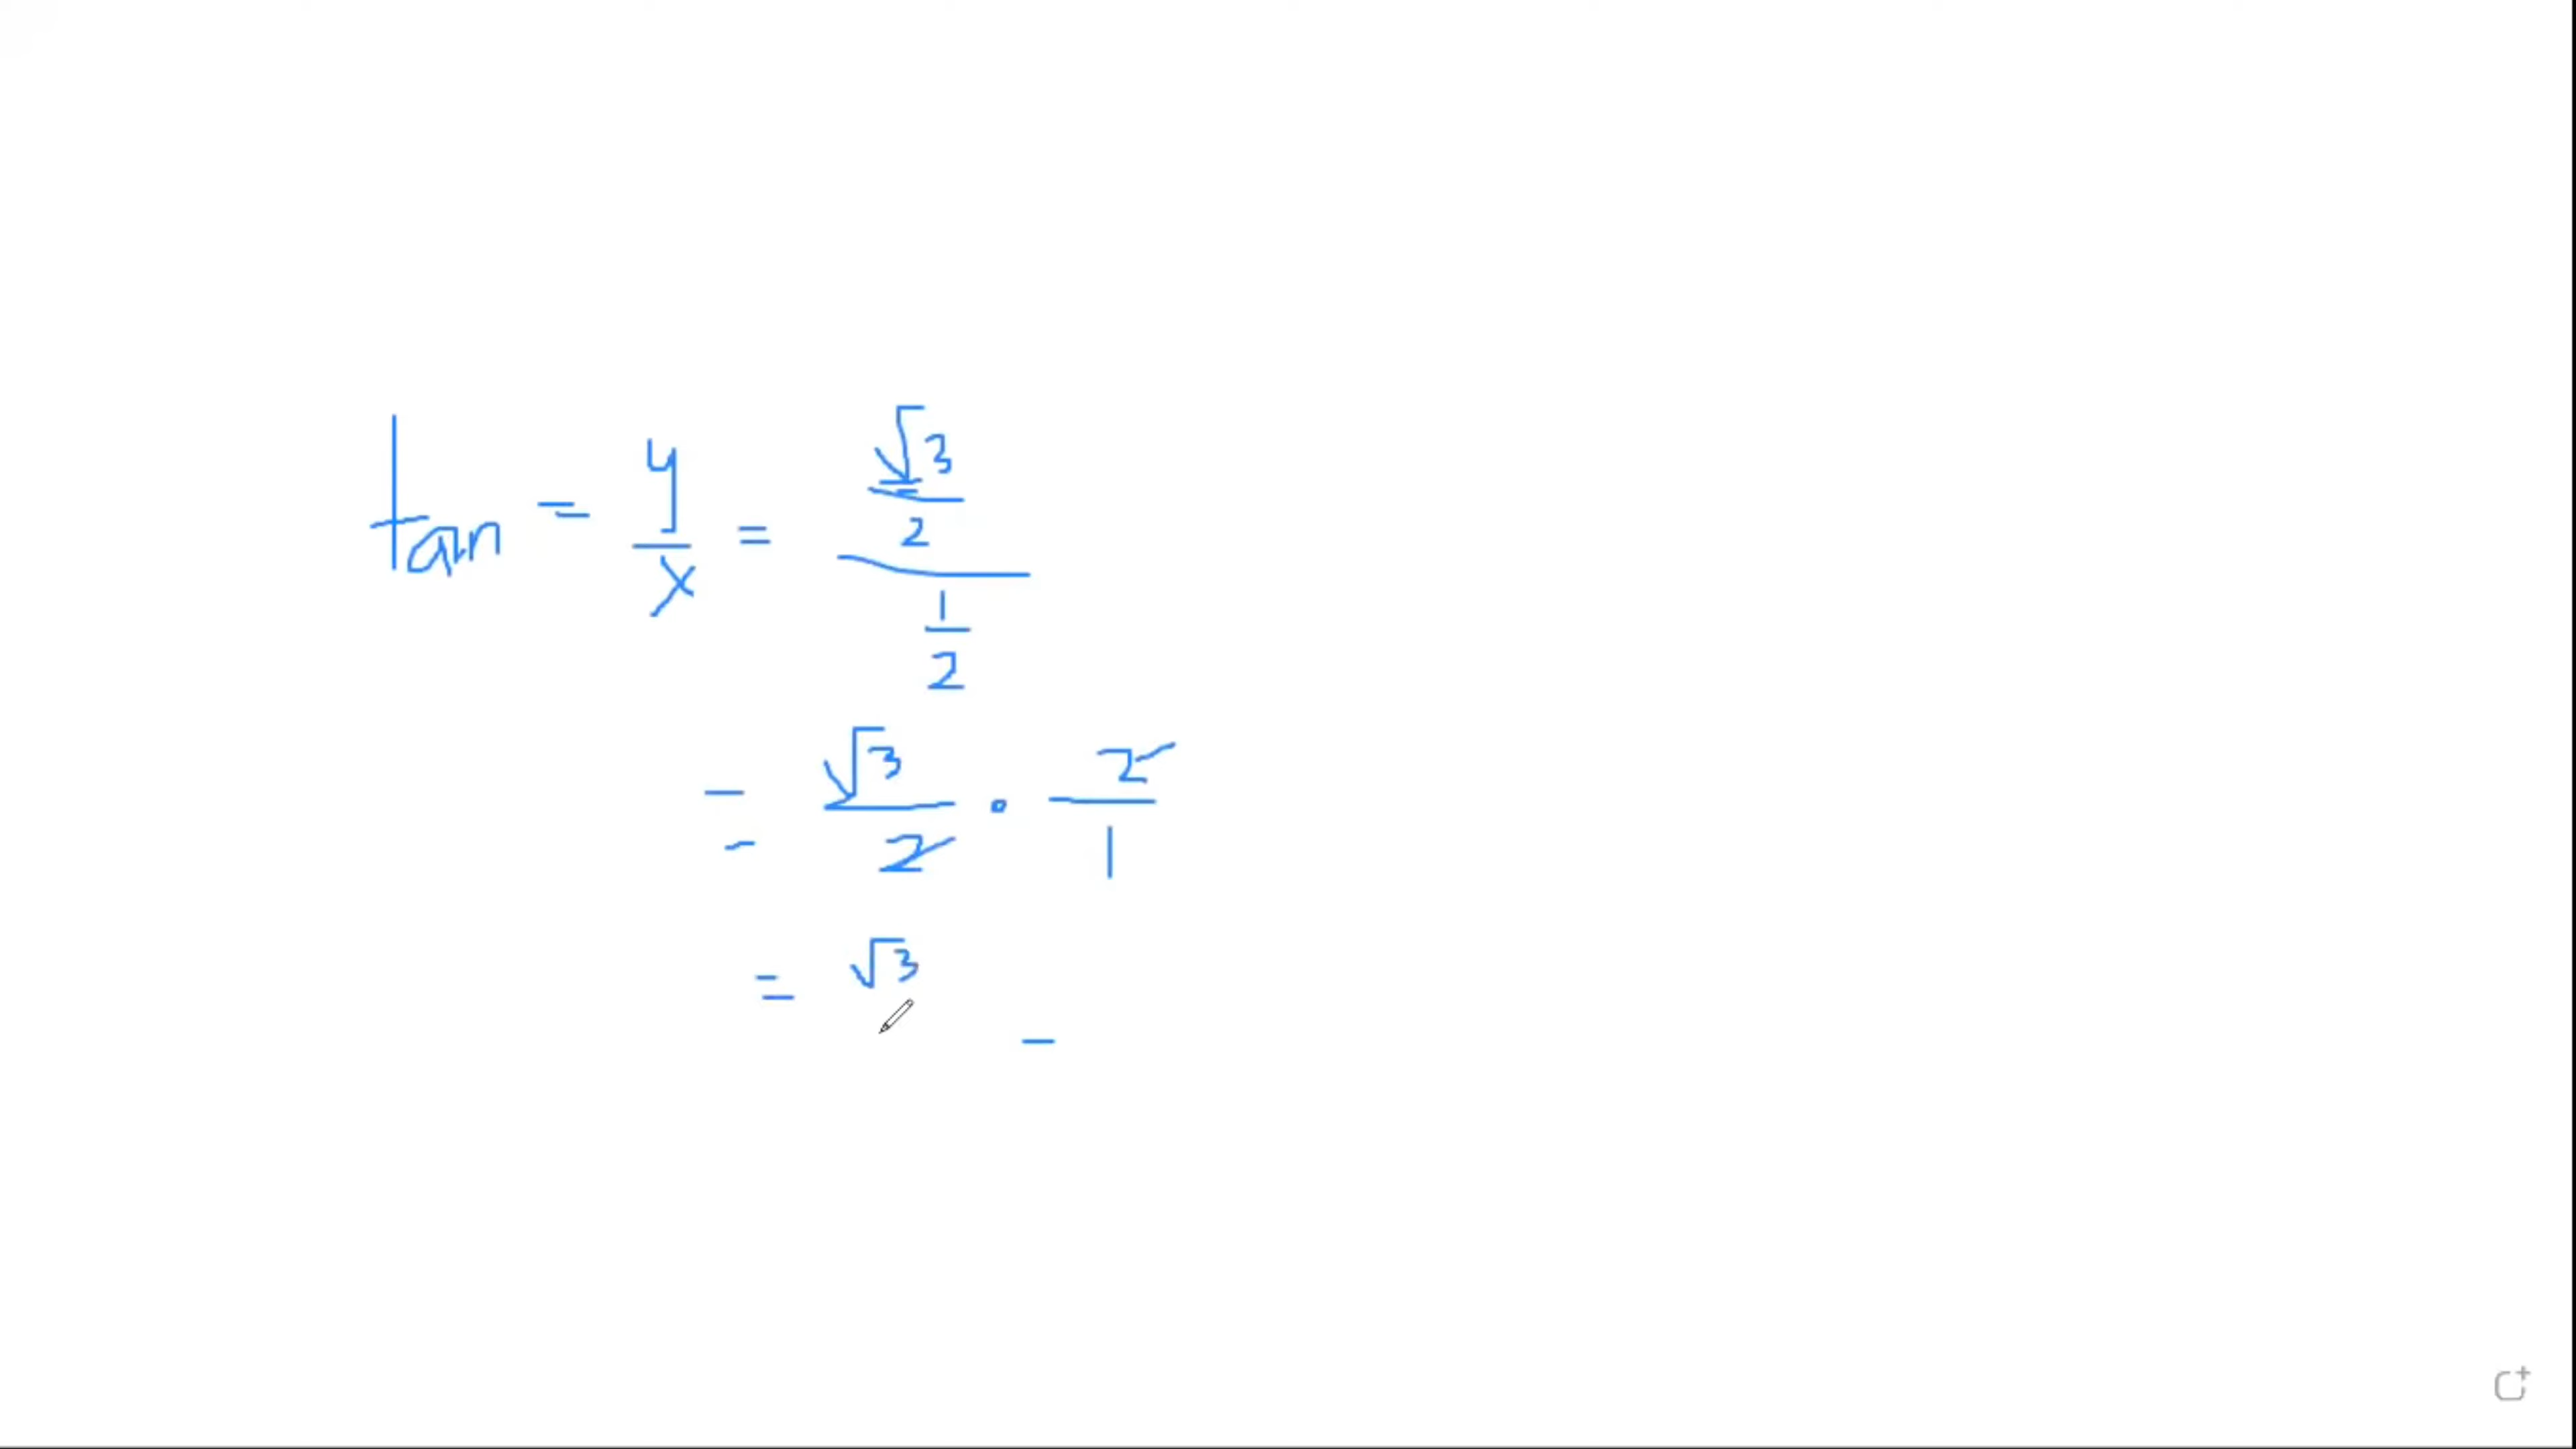 tan = y/x = (√3/2)/(1/2)
= √3/2 · 2/1
= √3
-